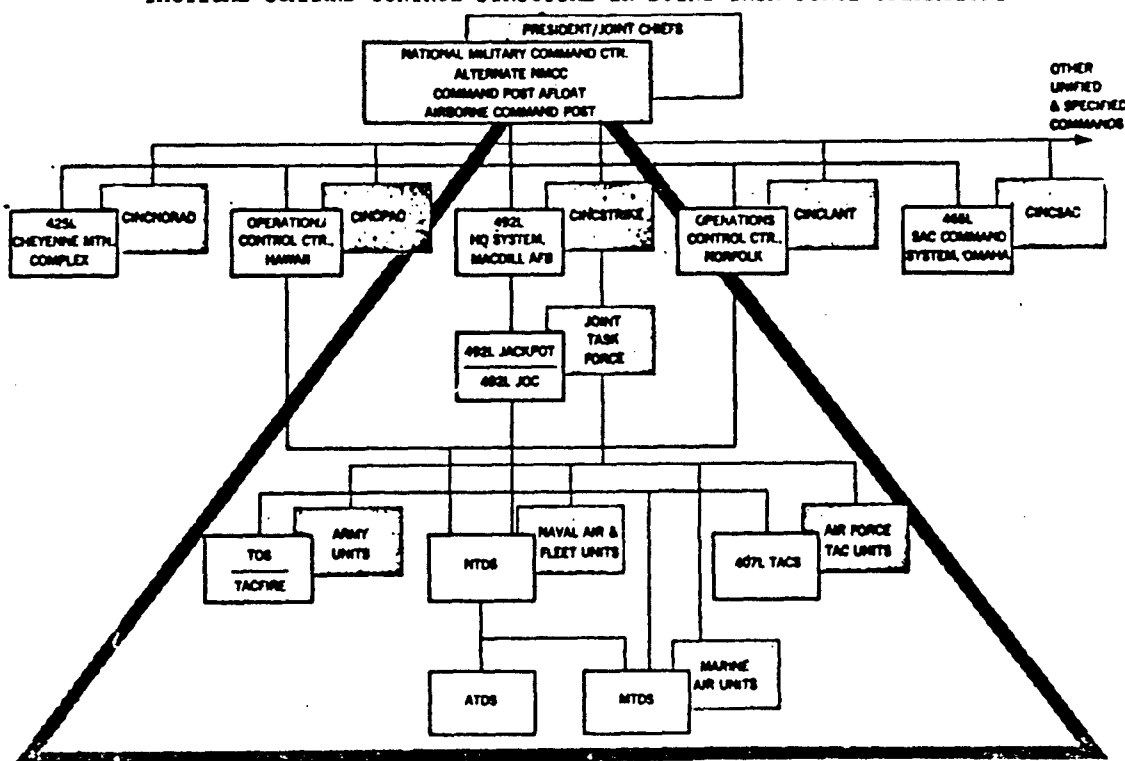 PRESIDENT/JOINT CHIEFS
NATIONAL MILITARY COMMAND CTR.
ALTERNATE NMCC
COMMAND POST AFLOAT
AIRBORNE COMMAND POST
OTHER
UNIFIED
& SPECIFIED
COMMANDS
425L
CHEYENNE MTN.
COMPLEX
CINCNORAD
OPERATIONS
CONTROL CTR.,
HAWAII
CINCPAC
492L
HQ SYSTEM,
MACDILL AFB
CINCSTRIKE
OPERATIONS
CONTROL CTR.,
NORFOLK
CINCLANT
465L
SAC COMMAND
SYSTEM, OMAHA
CINCSAC
492L JACKPOT
492L JOC
JOINT
TASK
FORCE
TOS
TACFIRE
ARMY
UNITS
NTDS
NAVAL AIR &
FLEET UNITS
407L TACS
AIR FORCE
TAC UNITS
ATDS
MTDS
MARINE
AIR UNITS